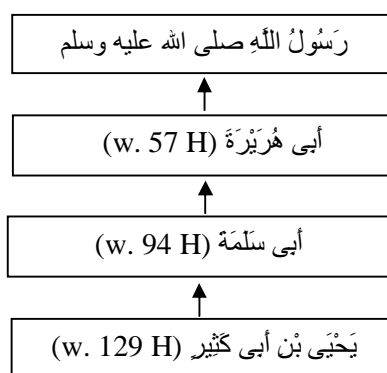 رَسُولُ اللَّهِ صلى الله عليه وسلم
أَبِى هُرَيْرَةَ (w. 57 H)
أَبِى سَلَمَةَ (w. 94 H)
يَحْيَى بْنِ أَبِى كَثِيرٍ (w. 129 H)